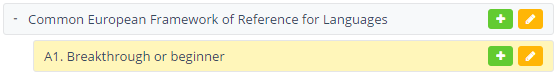 - Common European Framework of Reference for Languages
A1. Breakthrough or beginner